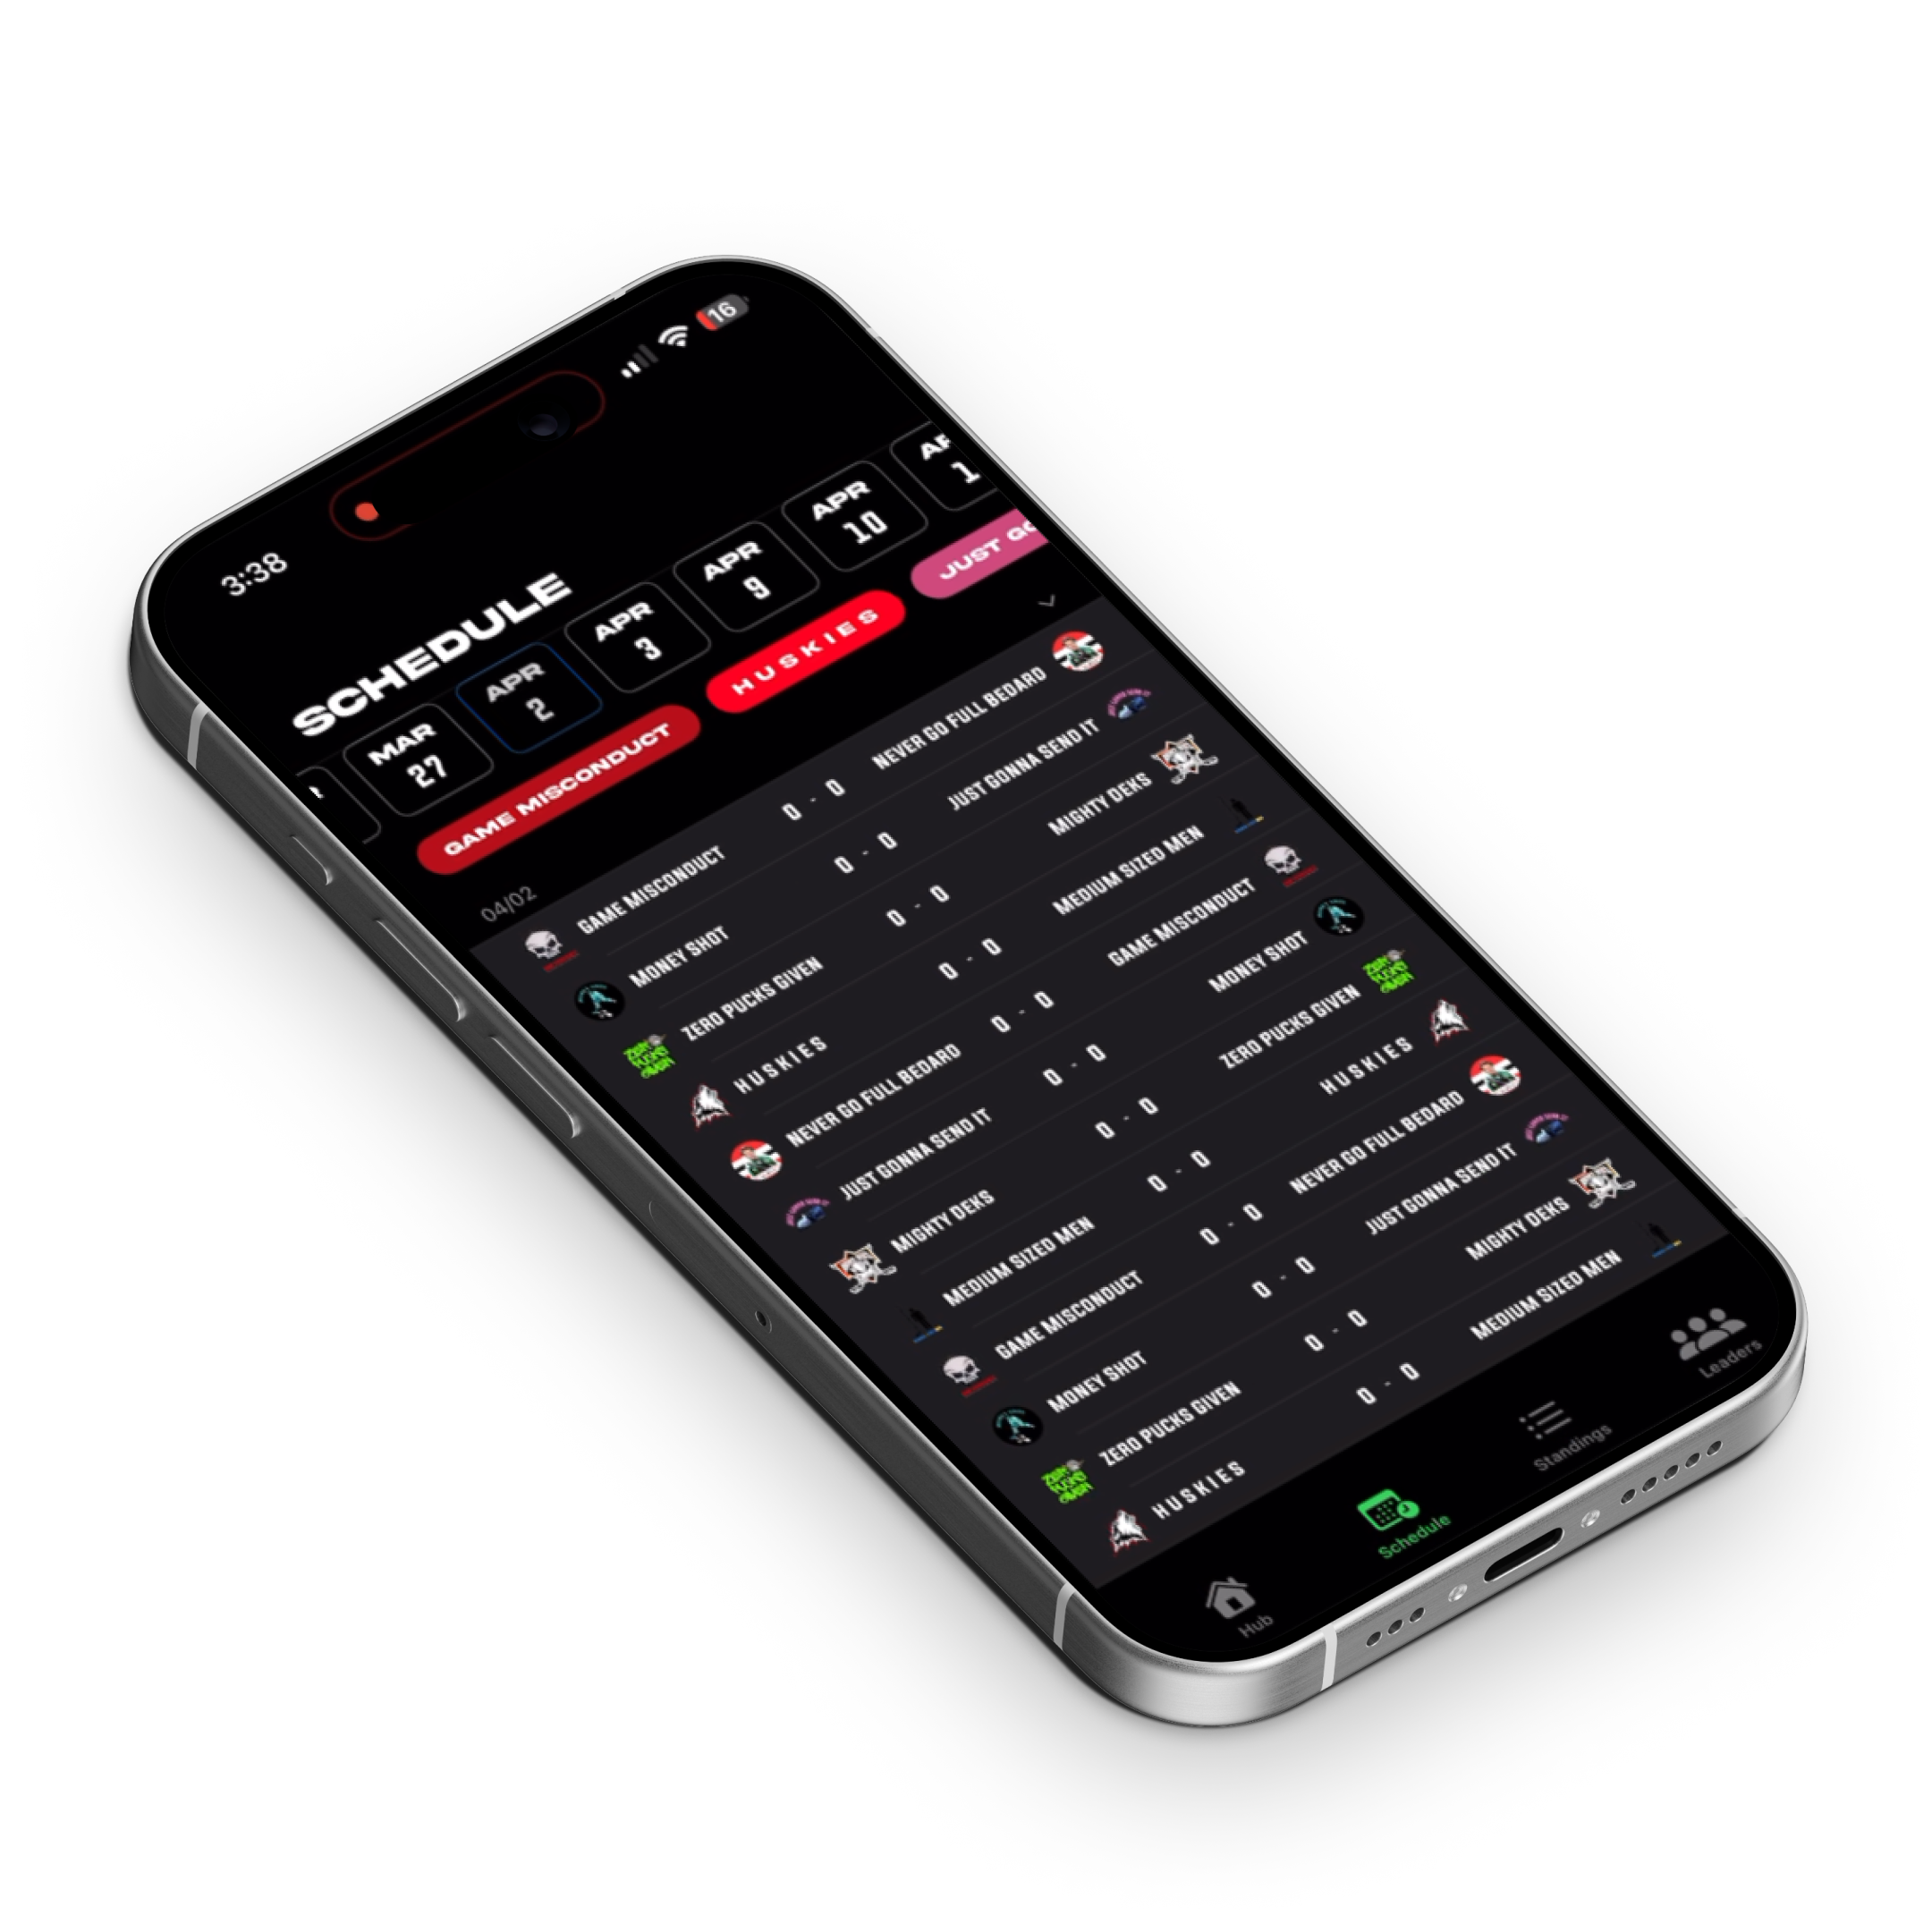 3:38
16
SCHEDULE
MAR 27
APR 2
APR 3
APR 9
APR 10
1
GAME MISCONDUCT
HUSKIES
JUST
04/02
GAME MISCONDUCT 0 - 0 NEVER GO FULL BEDARD
MONEY SHOT 0 - 0 JUST GONNA SEND IT
ZERO PUCKS GIVEN 0 - 0 MIGHTY DEKS
HUSKIES 0 - 0 MEDIUM SIZED MEN
NEVER GO FULL BEDARD 0 - 0 GAME MISCONDUCT
JUST GONNA SEND IT 0 - 0 MONEY SHOT
MIGHTY DEKS 0 - 0 ZERO PUCKS GIVEN
MEDIUM SIZED MEN 0 - 0 HUSKIES
GAME MISCONDUCT 0 - 0 NEVER GO FULL BEDARD
MONEY SHOT 0 - 0 JUST GONNA SEND IT
ZERO PUCKS GIVEN 0 - 0 MIGHTY DEKS
HUSKIES 0 - 0 MEDIUM SIZED MEN
Hub
Schedule
Standings
Leaders